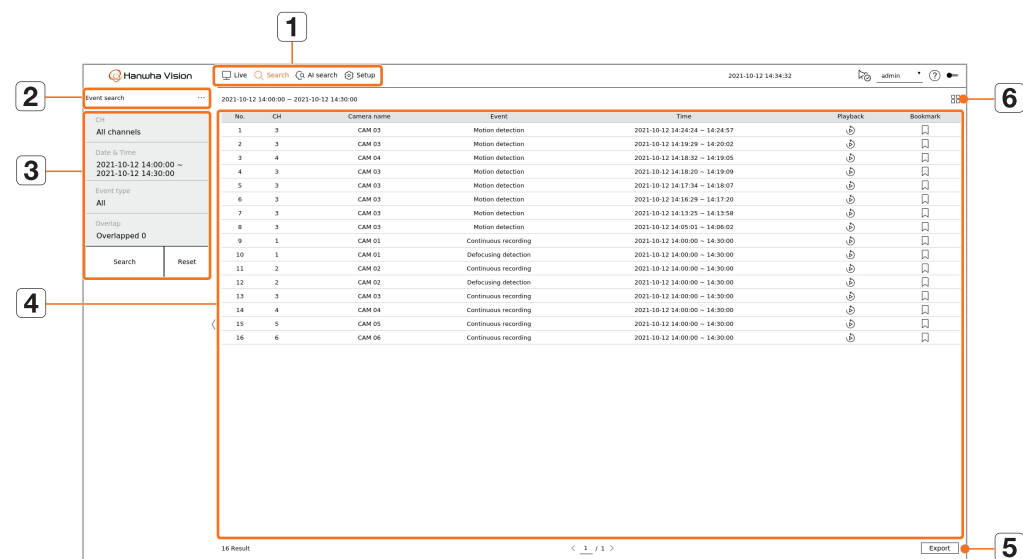 1
Hanwha Vision
Live Search AI search Setup
2021-10-12 14:34:32
admin ?
2
Event search ...
2021-10-12 14:00:00 ~ 2021-10-12 14:30:00
6
3
CH
All channels
Date & Time
2021-10-12 14:00:00 ~
2021-10-12 14:30:00
Event type
All
Overlap
Overlapped 0
Search Reset
4
No. CH Camera name Event Time Playback Bookmark
1 3 CAM 03 Motion detection 2021-10-12 14:24:24 ~ 14:24:57
2 3 CAM 03 Motion detection 2021-10-12 14:19:29 ~ 14:20:02
3 4 CAM 04 Motion detection 2021-10-12 14:18:32 ~ 14:19:05
4 3 CAM 03 Motion detection 2021-10-12 14:18:20 ~ 14:19:09
5 3 CAM 03 Motion detection 2021-10-12 14:17:34 ~ 14:18:07
6 3 CAM 03 Motion detection 2021-10-12 14:16:29 ~ 14:17:20
7 3 CAM 03 Motion detection 2021-10-12 14:13:25 ~ 14:13:58
8 3 CAM 03 Motion detection 2021-10-12 14:05:01 ~ 14:06:02
9 1 CAM 01 Continuous recording 2021-10-12 14:00:00 ~ 14:30:00
10 1 CAM 01 Defocusing detection 2021-10-12 14:00:00 ~ 14:30:00
11 2 CAM 02 Continuous recording 2021-10-12 14:00:00 ~ 14:30:00
12 2 CAM 02 Defocusing detection 2021-10-12 14:00:00 ~ 14:30:00
13 3 CAM 03 Continuous recording 2021-10-12 14:00:00 ~ 14:30:00
14 4 CAM 04 Continuous recording 2021-10-12 14:00:00 ~ 14:30:00
15 5 CAM 05 Continuous recording 2021-10-12 14:00:00 ~ 14:30:00
16 6 CAM 06 Continuous recording 2021-10-12 14:00:00 ~ 14:30:00
16 Result
< 1 / 1 >
Export
5